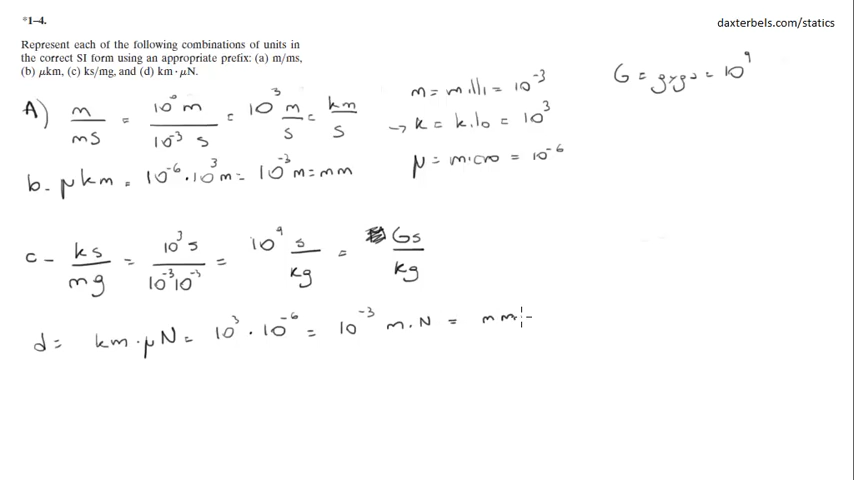 *1–4.
daxterbels.com/statics
Represent each of the following combinations of units in
the correct SI form using an appropriate prefix: (a) m/ms,
(b) μkm, (c) ks/mg, and (d) km · μN.
m = milli = 10⁻³
G = giga = 10⁹
→ k = kilo = 10³
μ = micro = 10⁻⁶
A) m/ms = 10⁰ m / 10⁻³ s = 10³ m/s = km/s
b - μkm = 10⁻⁶ · 10³ m = 10⁻³ m = mm
c - ks/mg = 10³ s / 10⁻³ 10⁻³ = 10⁹ s/kg = Gs/kg
d = km · μN = 10³ · 10⁻⁶ = 10⁻³ m · N = m m ·